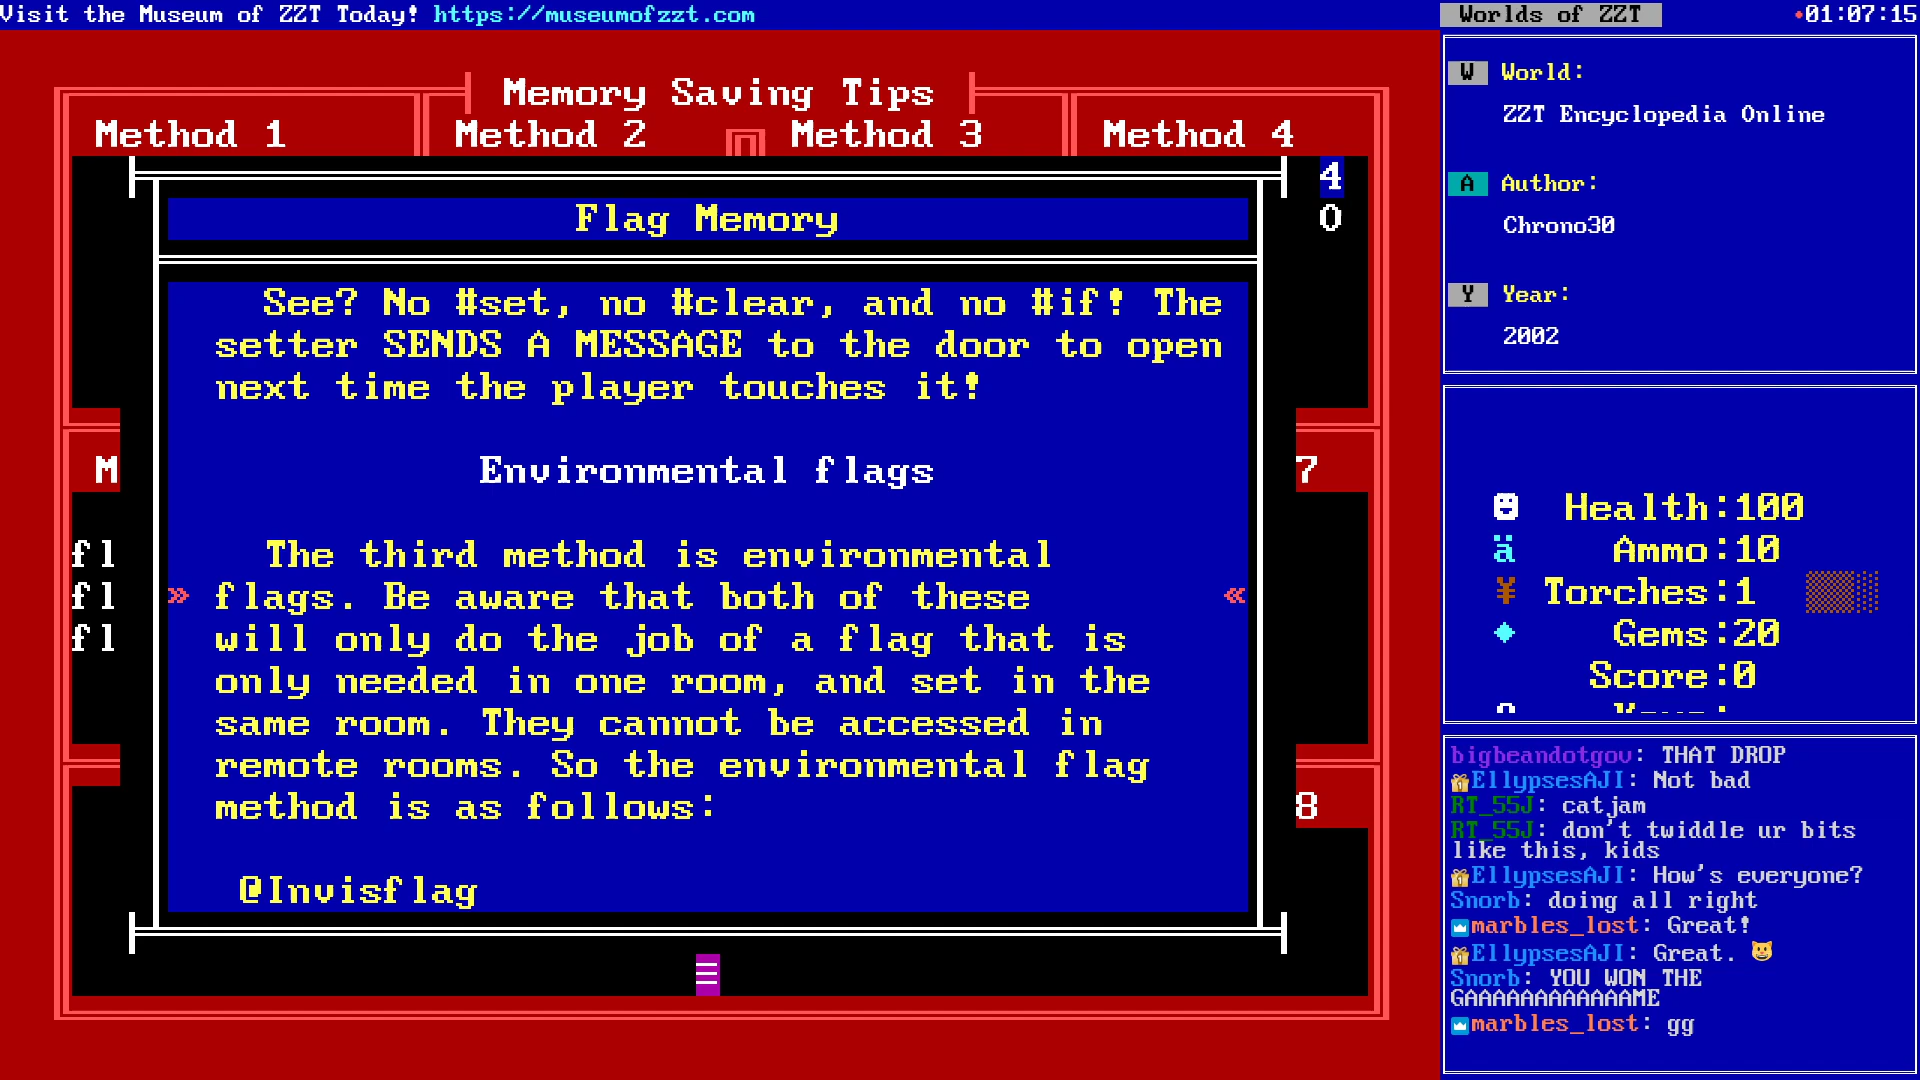 Visit the Museum of ZZT Today! https://museumofzzt.com
Memory Saving Tips
Method 1
Method 2
Method 3
Method 4
4
0
Flag Memory
See? No #set, no #clear, and no #if! The
setter SENDS A MESSAGE to the door to open
next time the player touches it!
Environmental flags
M
7
The third method is environmental
» flags. Be aware that both of these «
will only do the job of a flag that is
only needed in one room, and set in the
same room. They cannot be accessed in
remote rooms. So the environmental flag
method is as follows:
@Invisflag
fl
fl
fl
8
Worlds of ZZT
•01:07:15
W World:
ZZT Encyclopedia Online
A Author:
Chrono30
Y Year:
2002
Health:100
Ammo:10
Torches:1
Gems:20
Score:0
bigbeandotgov: THAT DROP
EllypsesAJI: Not bad
RT_55J: catjam
RT_55J: don't twiddle ur bits
like this, kids
EllypsesAJI: How's everyone?
Snorb: doing all right
marbles_lost: Great!
EllypsesAJI: Great. 😺
Snorb: YOU WON THE
GAAAAAAAAAAAAME
marbles_lost: gg